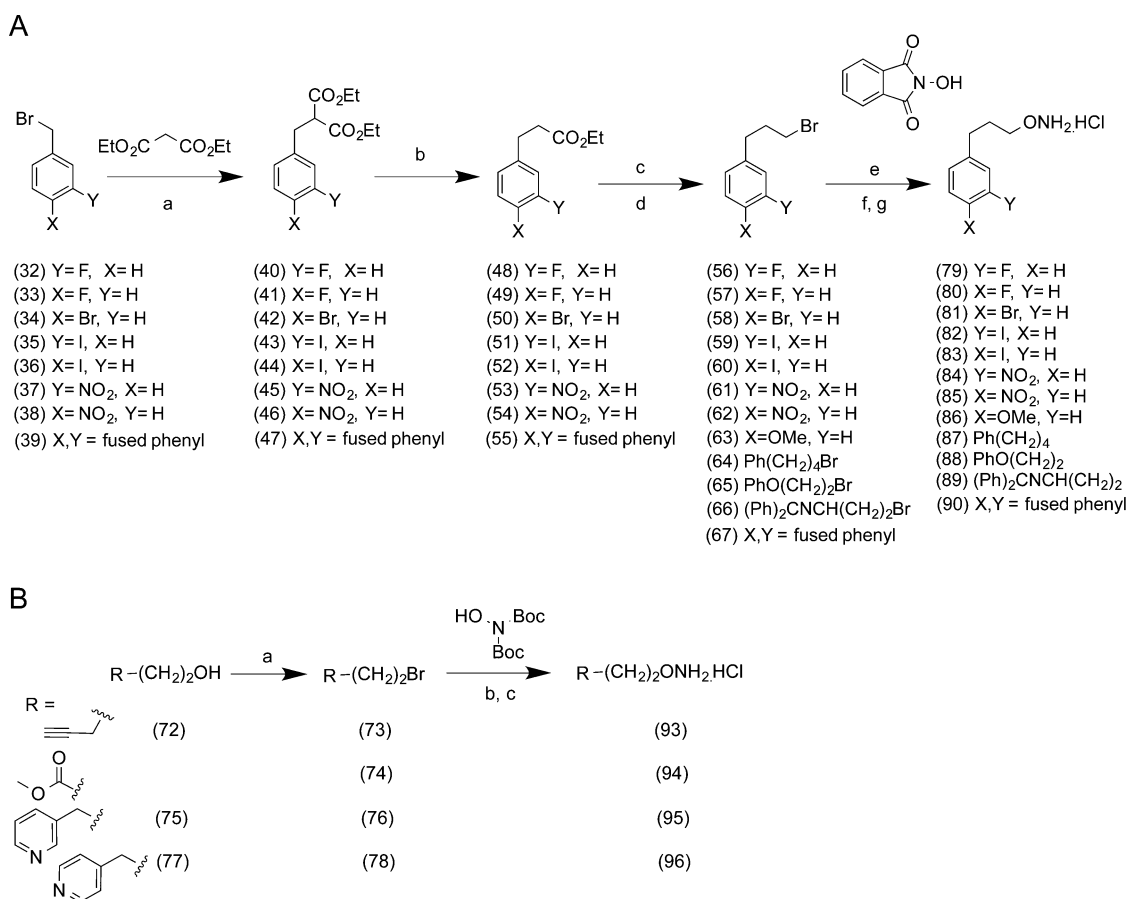 A
Br
X
Y
EtO₂C CO₂Et
a
CO₂Et
CO₂Et
X
Y
b
CO₂Et
X
Y
c
d
Br
X
Y
O
N-OH
O
e
f, g
ONH₂.HCl
X
Y
(32) Y= F, X= H
(33) X= F, Y= H
(34) X= Br, Y= H
(35) Y= I, X= H
(36) X= I, Y= H
(37) Y= NO₂, X= H
(38) X= NO₂, Y= H
(39) X,Y = fused phenyl
(40) Y= F, X= H
(41) X= F, Y= H
(42) X= Br, Y= H
(43) Y= I, X= H
(44) X= I, Y= H
(45) Y= NO₂, X= H
(46) X= NO₂, Y= H
(47) X,Y = fused phenyl
(48) Y= F, X= H
(49) X= F, Y= H
(50) X= Br, Y= H
(51) Y= I, X= H
(52) X= I, Y= H
(53) Y= NO₂, X= H
(54) X= NO₂, Y= H
(55) X,Y = fused phenyl
(56) Y= F, X= H
(57) X= F, Y= H
(58) X= Br, Y= H
(59) Y= I, X= H
(60) X= I, Y= H
(61) Y= NO₂, X= H
(62) X= NO₂, Y= H
(63) X=OMe, Y=H
(64) Ph(CH₂)₄Br
(65) PhO(CH₂)₂Br
(66) (Ph)₂CNCH(CH₂)₂Br
(67) X,Y = fused phenyl
(79) Y= F, X= H
(80) X= F, Y= H
(81) X= Br, Y= H
(82) Y= I, X= H
(83) X= I, Y= H
(84) Y= NO₂, X= H
(85) X= NO₂, Y= H
(86) X=OMe, Y=H
(87) Ph(CH₂)₄
(88) PhO(CH₂)₂
(89) (Ph)₂CNCH(CH₂)₂
(90) X,Y = fused phenyl
B
R-(CH₂)₂OH
a
R-(CH₂)₂Br
HO N Boc
Boc
b, c
R-(CH₂)₂ONH₂.HCl
R =
(72) (73) (93)
O
O
(74) (94)
N
(75) (76) (95)
N
(77) (78) (96)